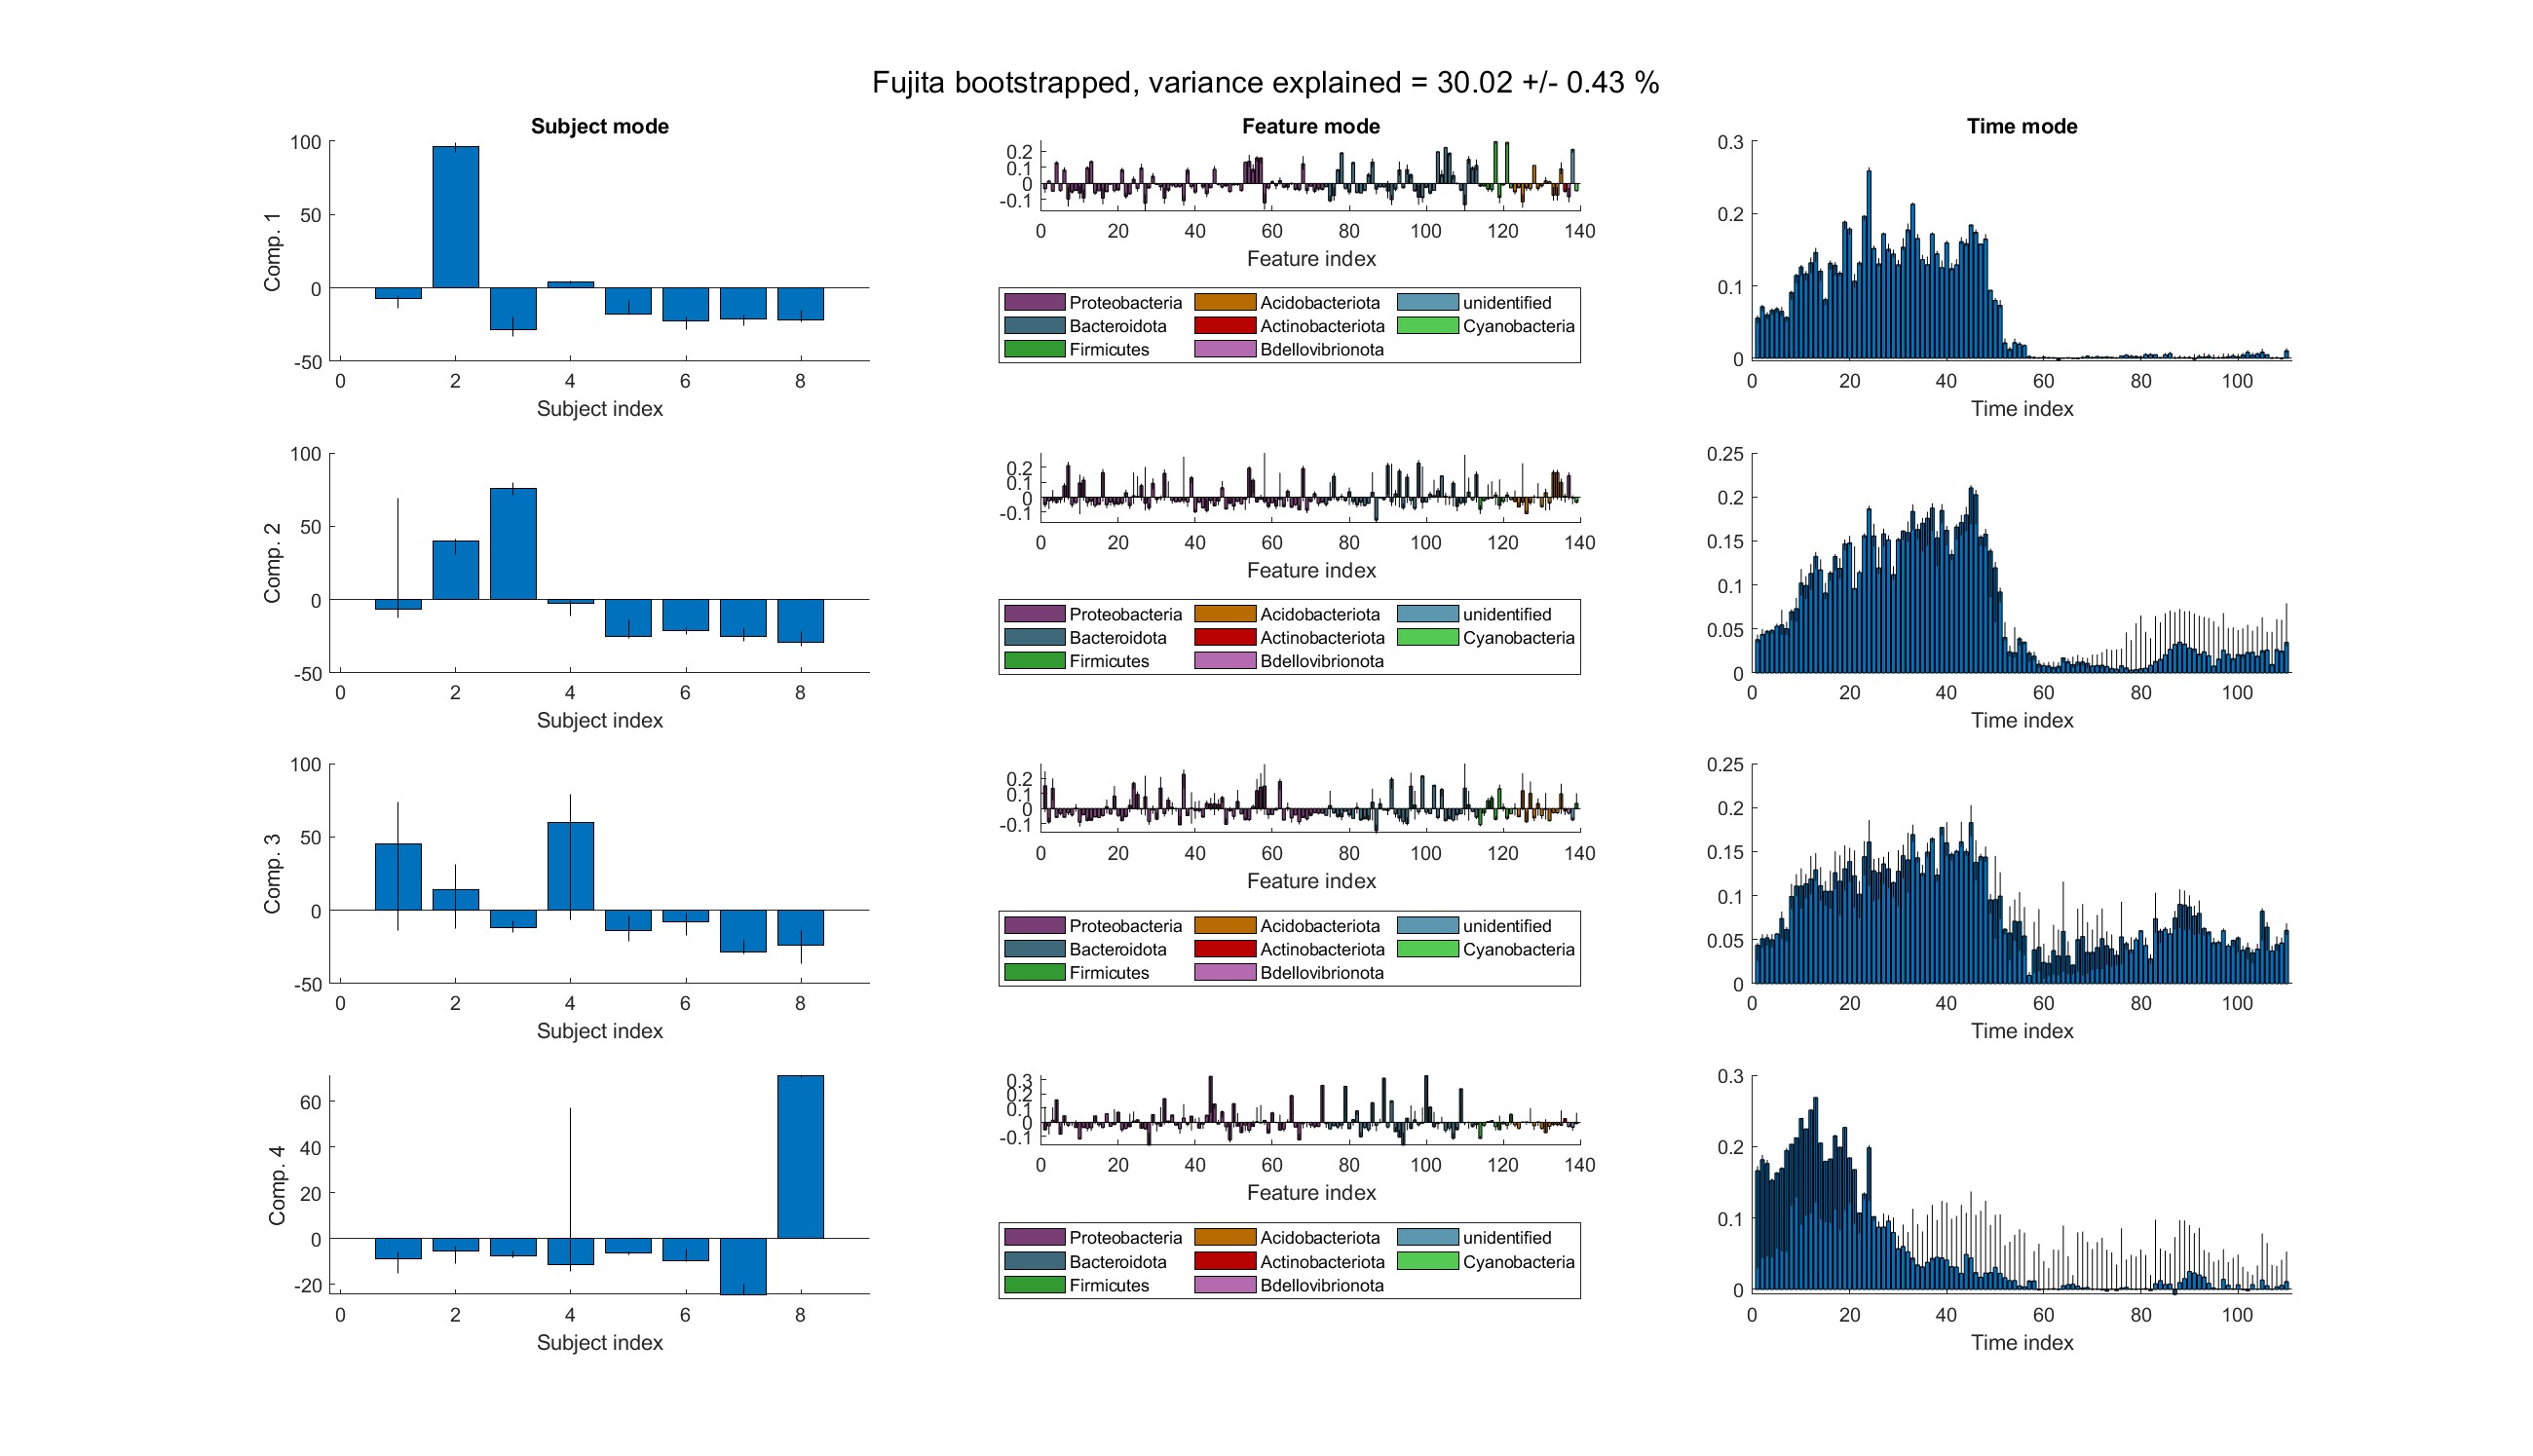 Fujita bootstrapped, variance explained = 30.02 +/- 0.43 %
Subject mode
Feature mode
Time mode
Comp. 1
100
50
0
-50
0 2 4 6 8
Subject index
0.2
0.1
0
-0.1
0 20 40 60 80 100 120 140
Feature index
Proteobacteria Acidobacteriota unidentified
Bacteroidota Actinobacteriota Cyanobacteria
Firmicutes Bdellovibrionota
0.3
0.2
0.1
0
0 20 40 60 80 100
Time index
Comp. 2
100
50
0
-50
0 2 4 6 8
Subject index
0.2
0.1
0
-0.1
0 20 40 60 80 100 120 140
Feature index
Proteobacteria Acidobacteriota unidentified
Bacteroidota Actinobacteriota Cyanobacteria
Firmicutes Bdellovibrionota
0.25
0.2
0.15
0.1
0.05
0
0 20 40 60 80 100
Time index
Comp. 3
100
50
0
-50
0 2 4 6 8
Subject index
0.2
0.1
0
-0.1
0 20 40 60 80 100 120 140
Feature index
Proteobacteria Acidobacteriota unidentified
Bacteroidota Actinobacteriota Cyanobacteria
Firmicutes Bdellovibrionota
0.25
0.2
0.15
0.1
0.05
0
0 20 40 60 80 100
Time index
Comp. 4
60
40
20
0
-20
0 2 4 6 8
Subject index
0.3
0.2
0.1
0
-0.1
0 20 40 60 80 100 120 140
Feature index
Proteobacteria Acidobacteriota unidentified
Bacteroidota Actinobacteriota Cyanobacteria
Firmicutes Bdellovibrionota
0.3
0.2
0.1
0
0 20 40 60 80 100
Time index